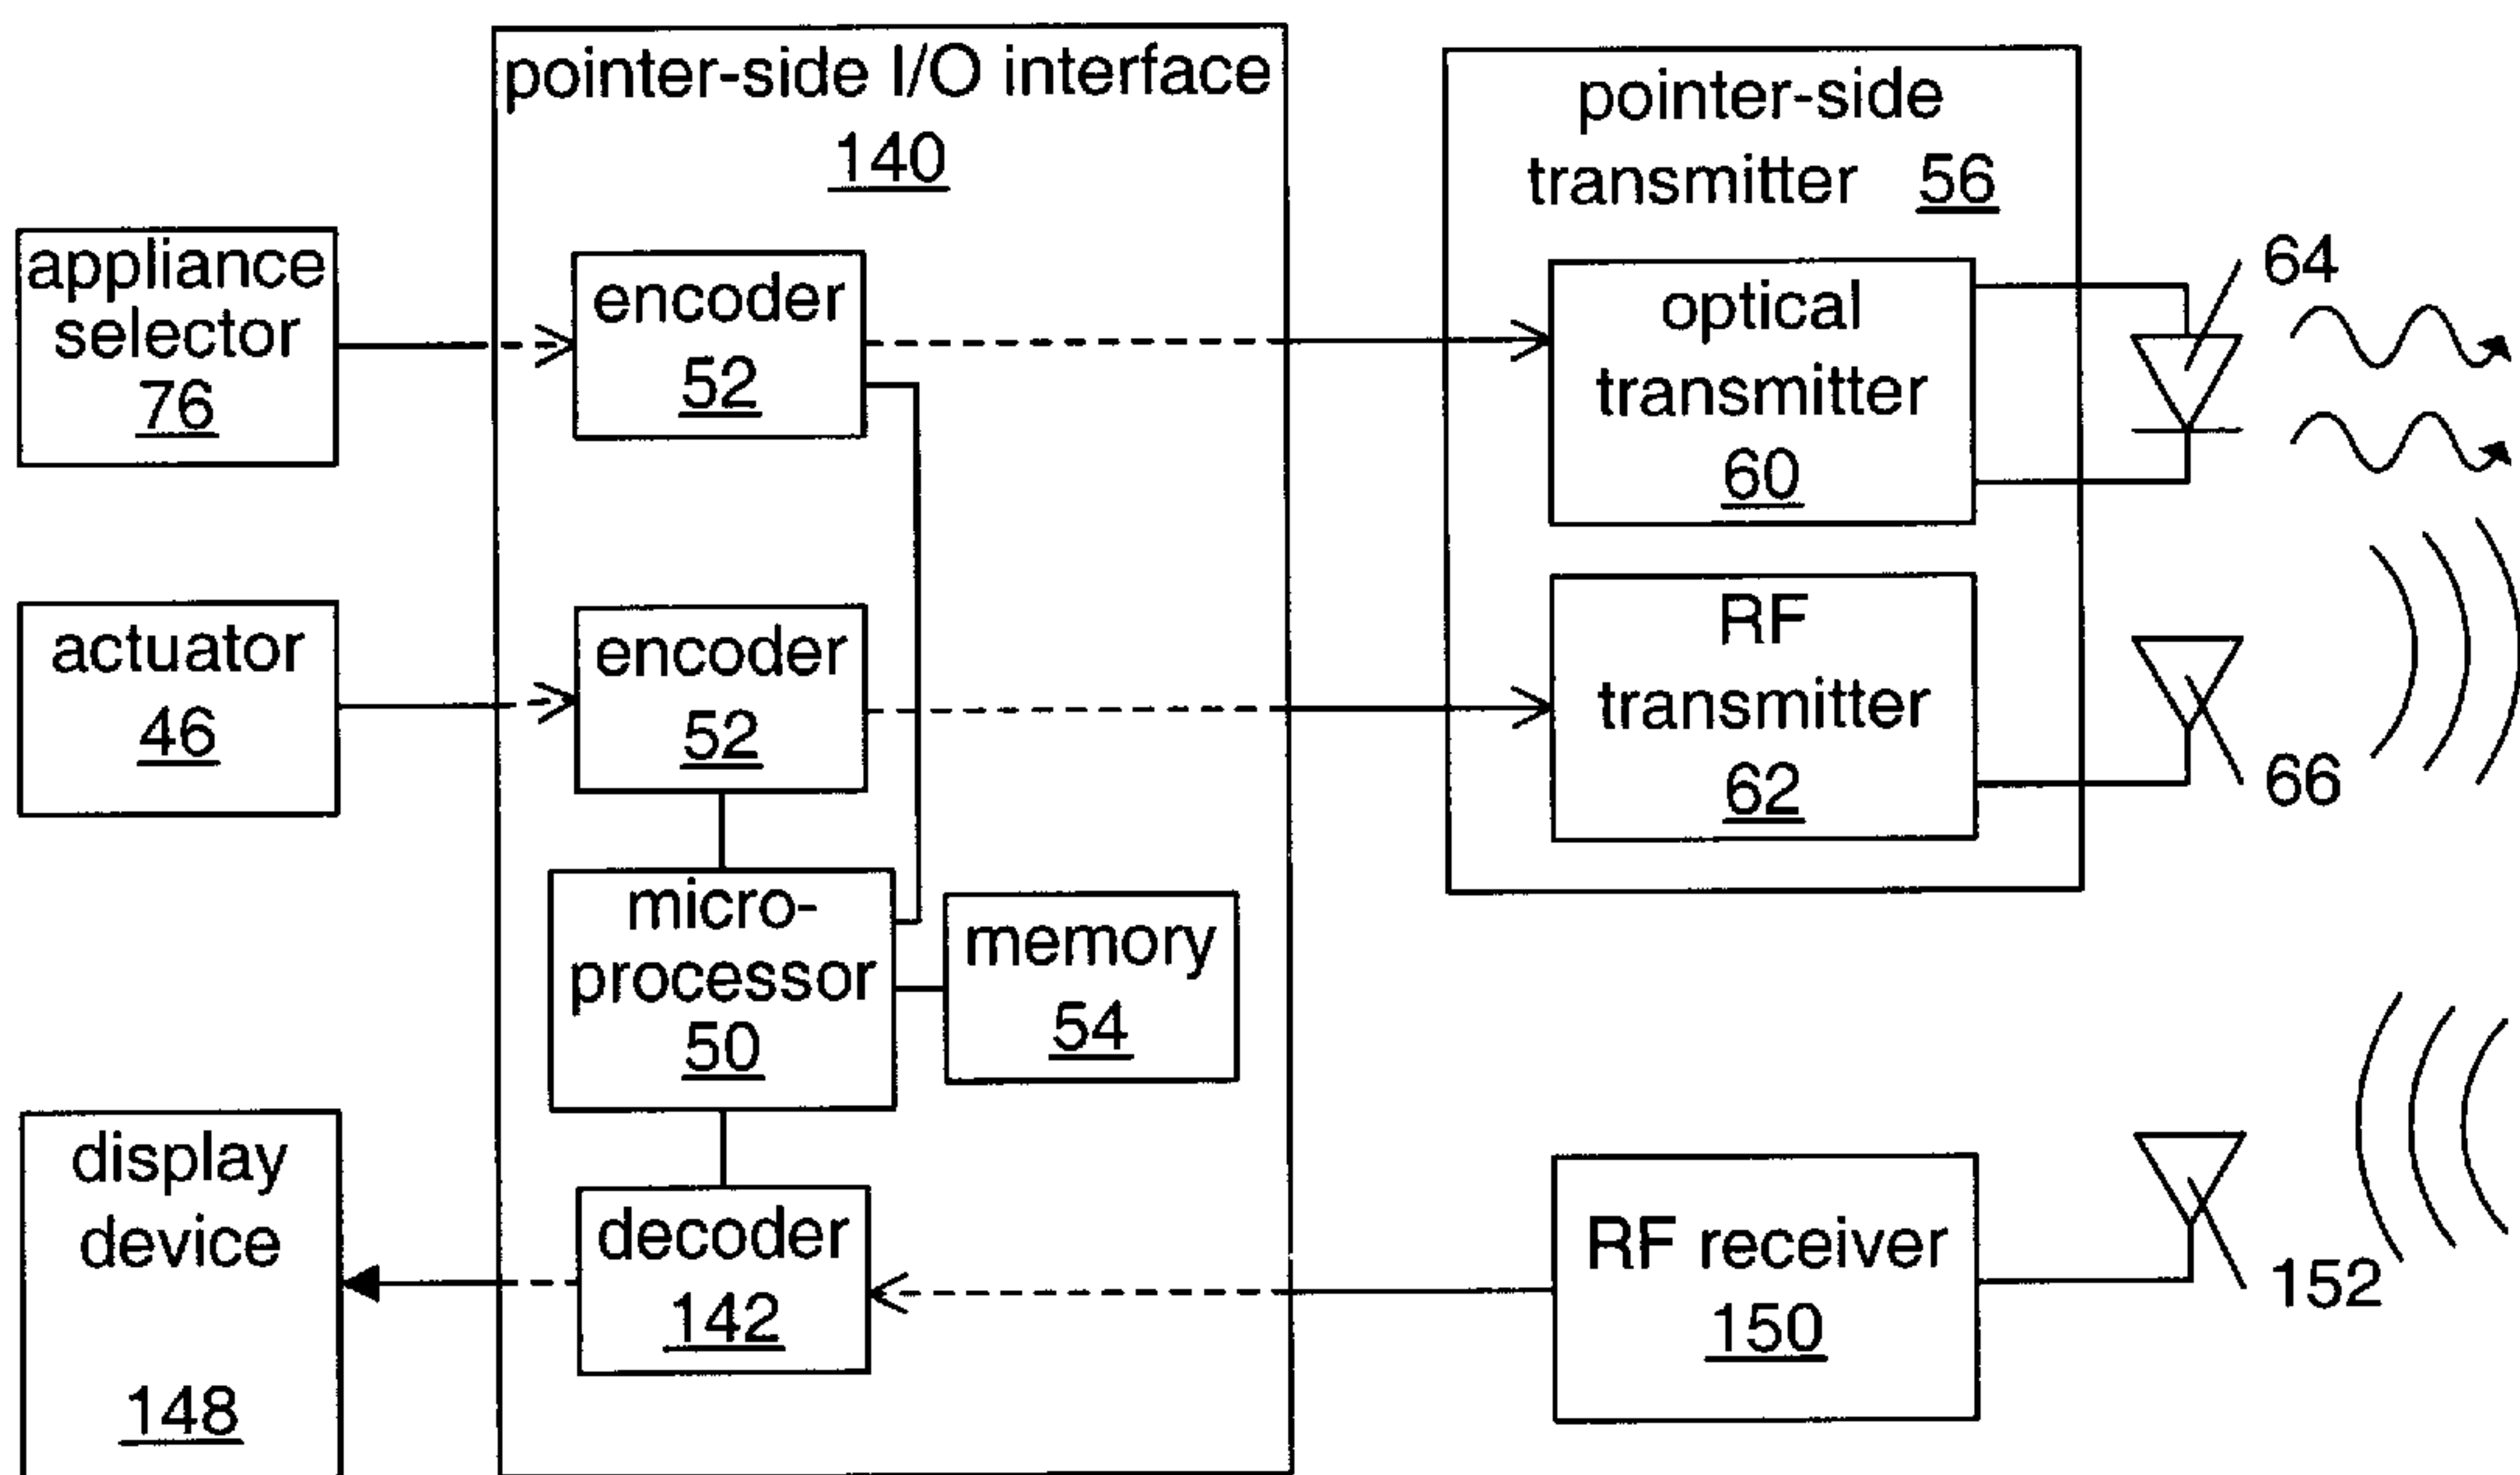 pointer-side I/O interface
140
pointer-side
transmitter 56
appliance
selector
76
encoder
52
optical
transmitter
60
64
actuator
46
encoder
52
RF
transmitter
62
66
micro-
processor
50
memory
54
display
device
148
decoder
142
RF receiver
150
152